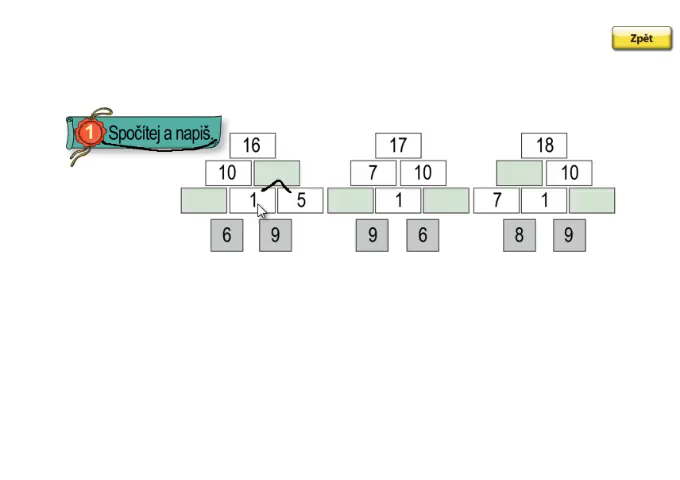 Zpět
1 Spočítej a napiš.
16 17 18
10 7 10 10
1 5 1 7 1
6 9 9 6 8 9